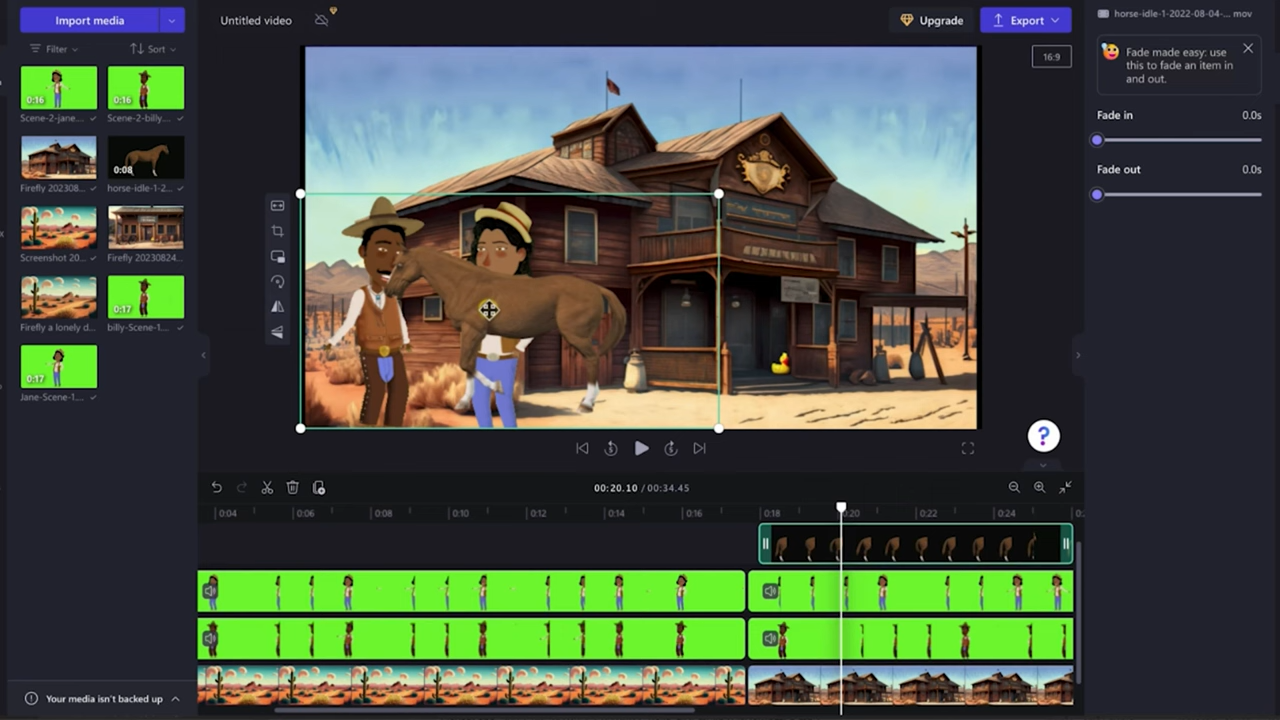 Import media
Untitled video
Upgrade
Export
horse-idle-1-2022-08-04-... mov
Filter
Sort
16:9
Fade made easy: use
this to fade an item in
and out.
0:16
0:16
Scene-2-jane...
Scene-2-billy...
Fade in
0.0s
0:08
Firefly 202308...
horse-idle-1-2...
Fade out
0.0s
Screenshot 20...
Firefly 20230824...
0:17
Firefly a lonely d...
billy-Scene-1...
0:17
Jane-Scene-1,...
5
5
?
00:20.10 / 00:34.45
0:04
0:06
0:08
0:10
0:12
0:14
0:16
0:18
0:20
0:22
0:24
Your media isn't backed up